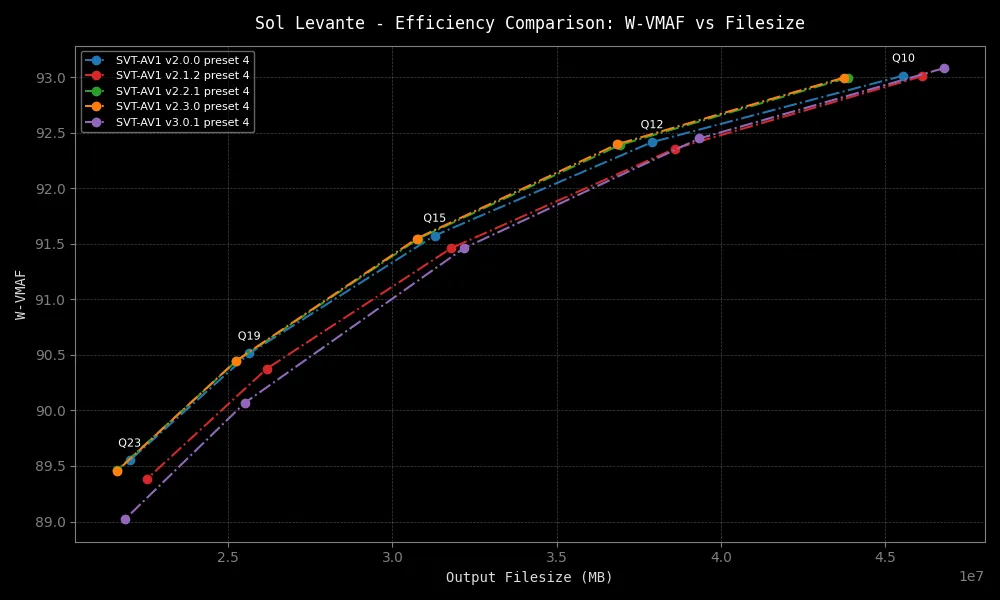 Sol Levante - Efficiency Comparison: W-VMAF vs Filesize
SVT-AV1 v2.0.0 preset 4
SVT-AV1 v2.1.2 preset 4
SVT-AV1 v2.2.1 preset 4
SVT-AV1 v2.3.0 preset 4
SVT-AV1 v3.0.1 preset 4
Q10
Q12
Q15
Q19
Q23
W-VMAF
93.0
92.5
92.0
91.5
91.0
90.5
90.0
89.5
89.0
2.5 3.0 3.5 4.0 4.5
1e7
Output Filesize (MB)